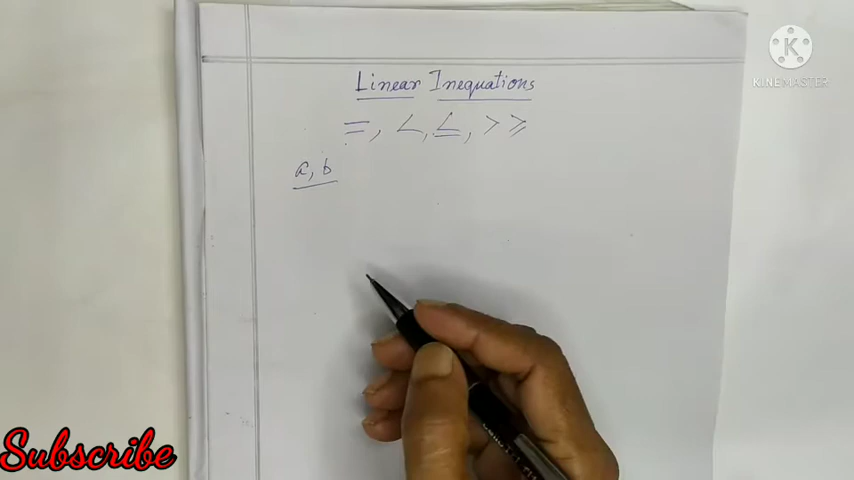 Linear Inequations
=, <, ≤, > ≥
a, b
K
KINEMASTER
Subscribe